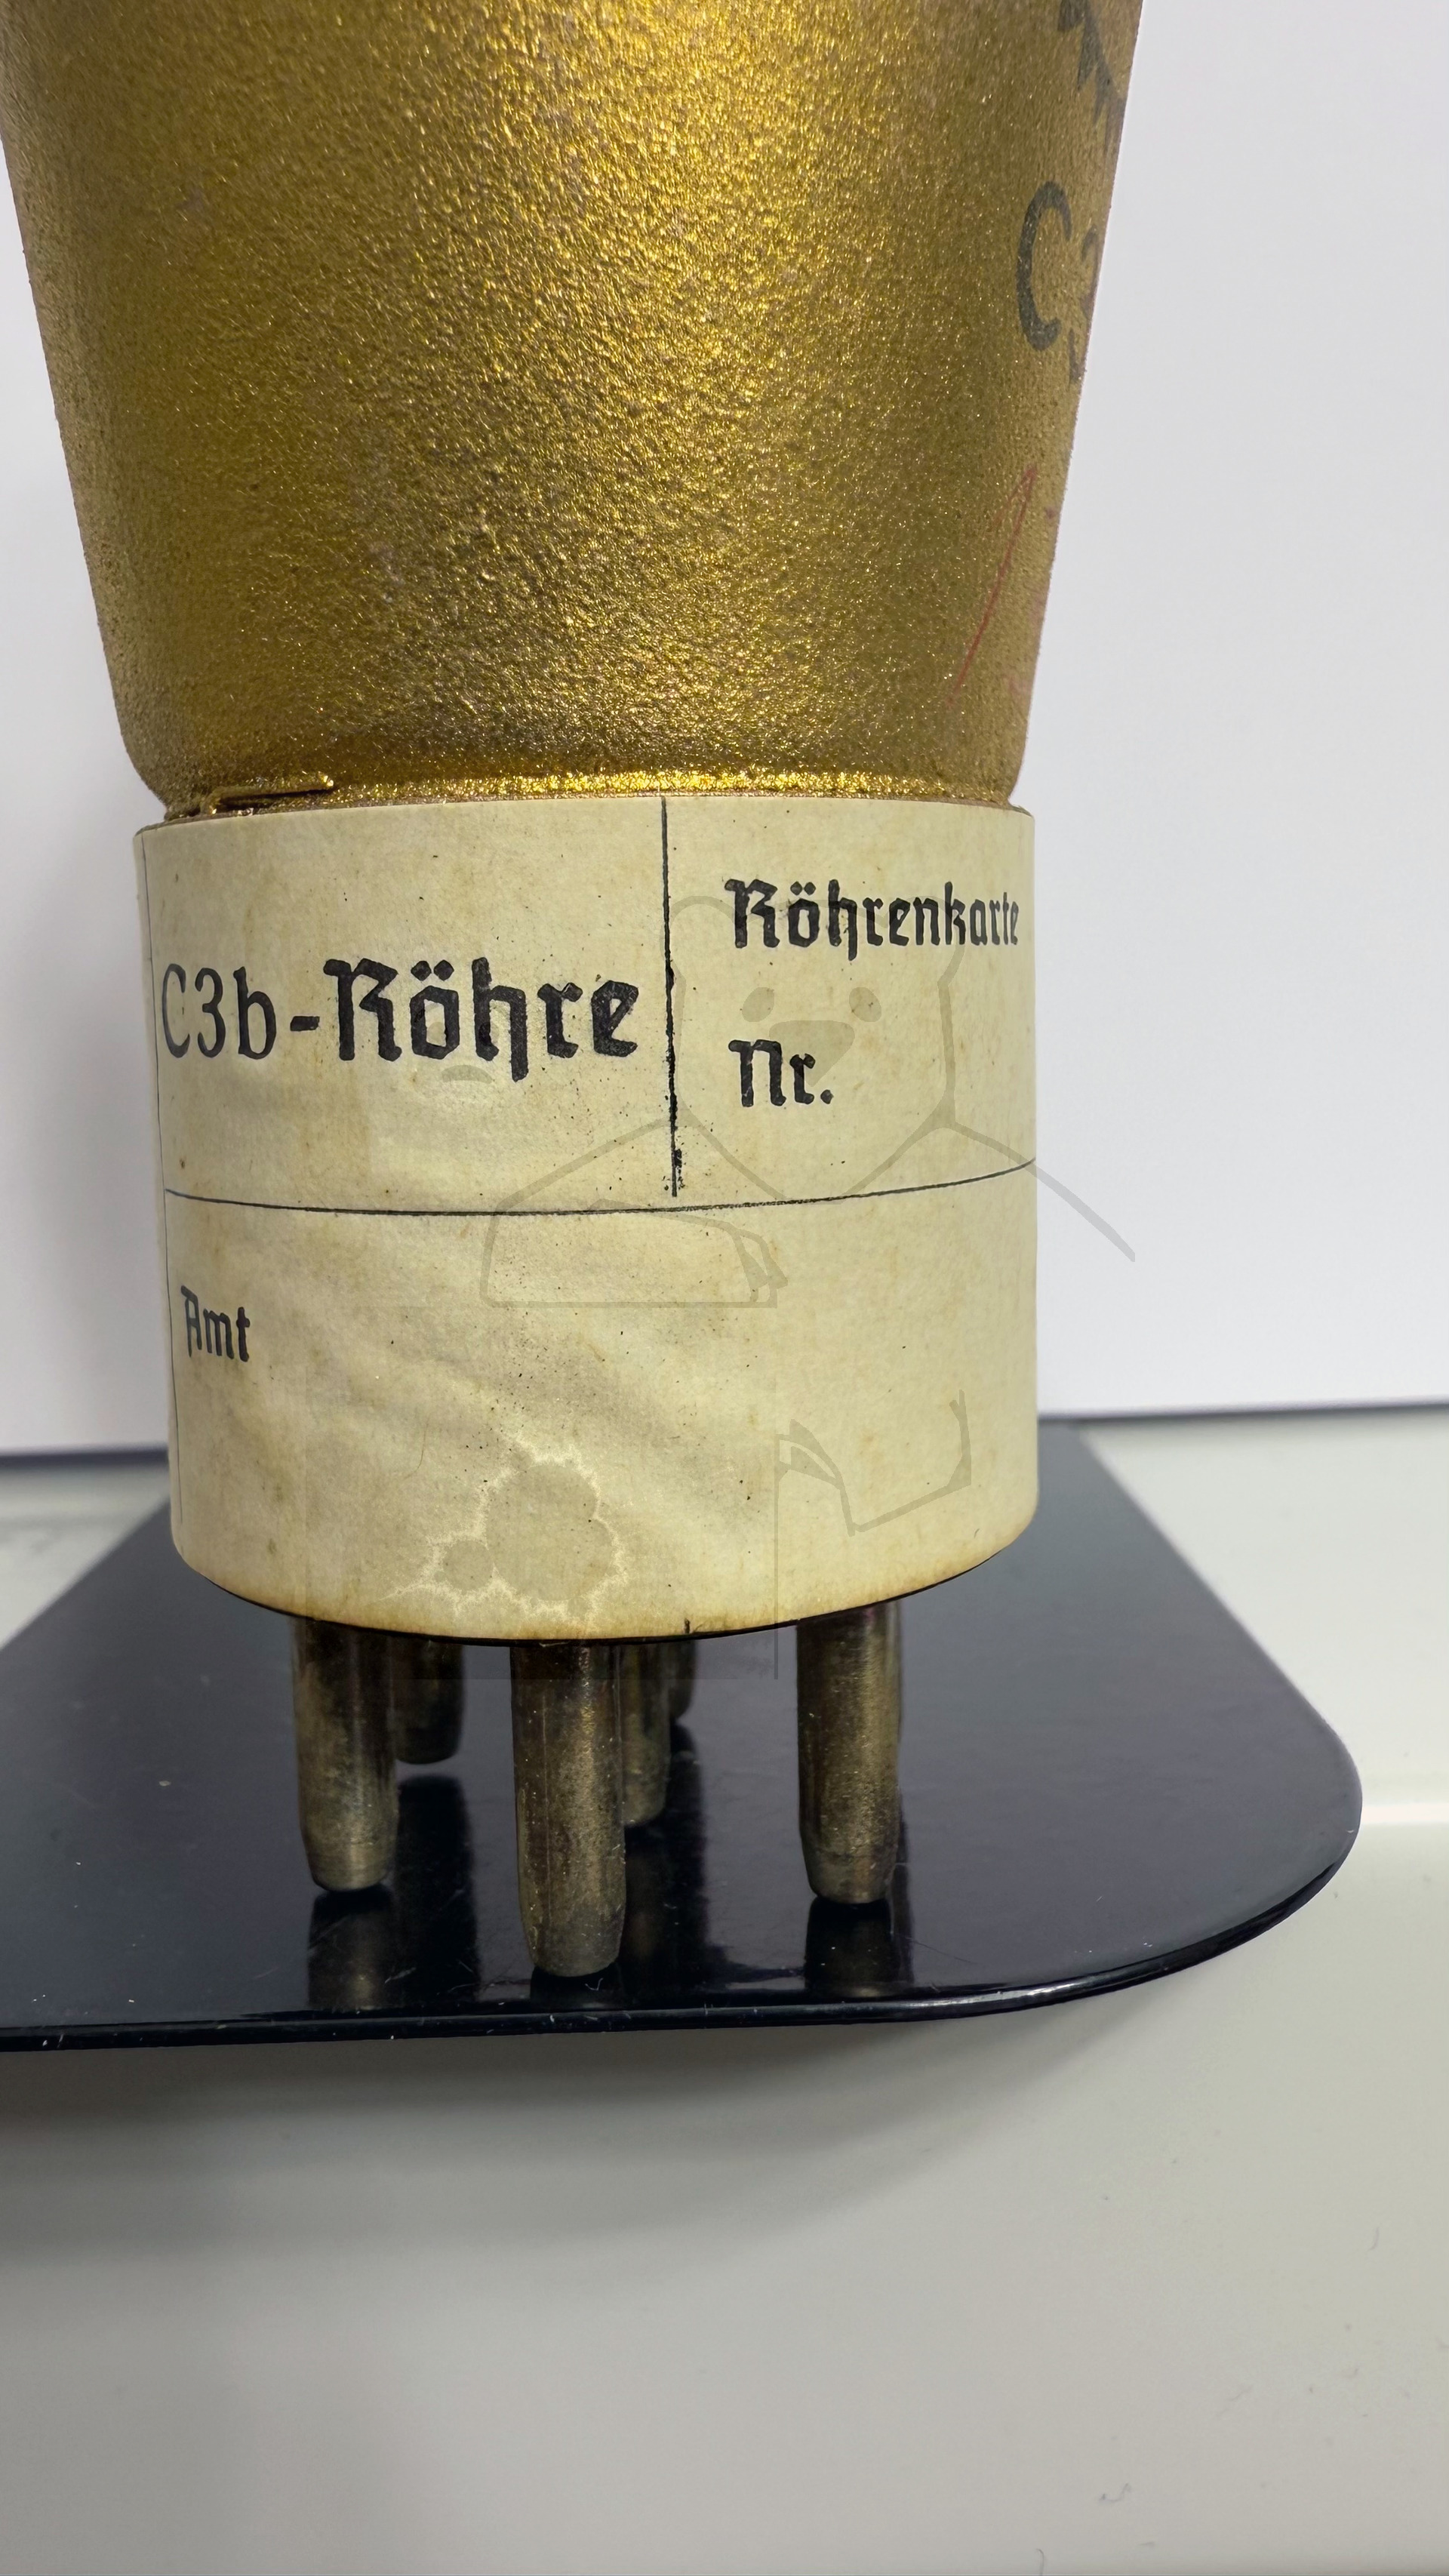 C3b-Röhre
Röhrenkarte
Nr.
Amt